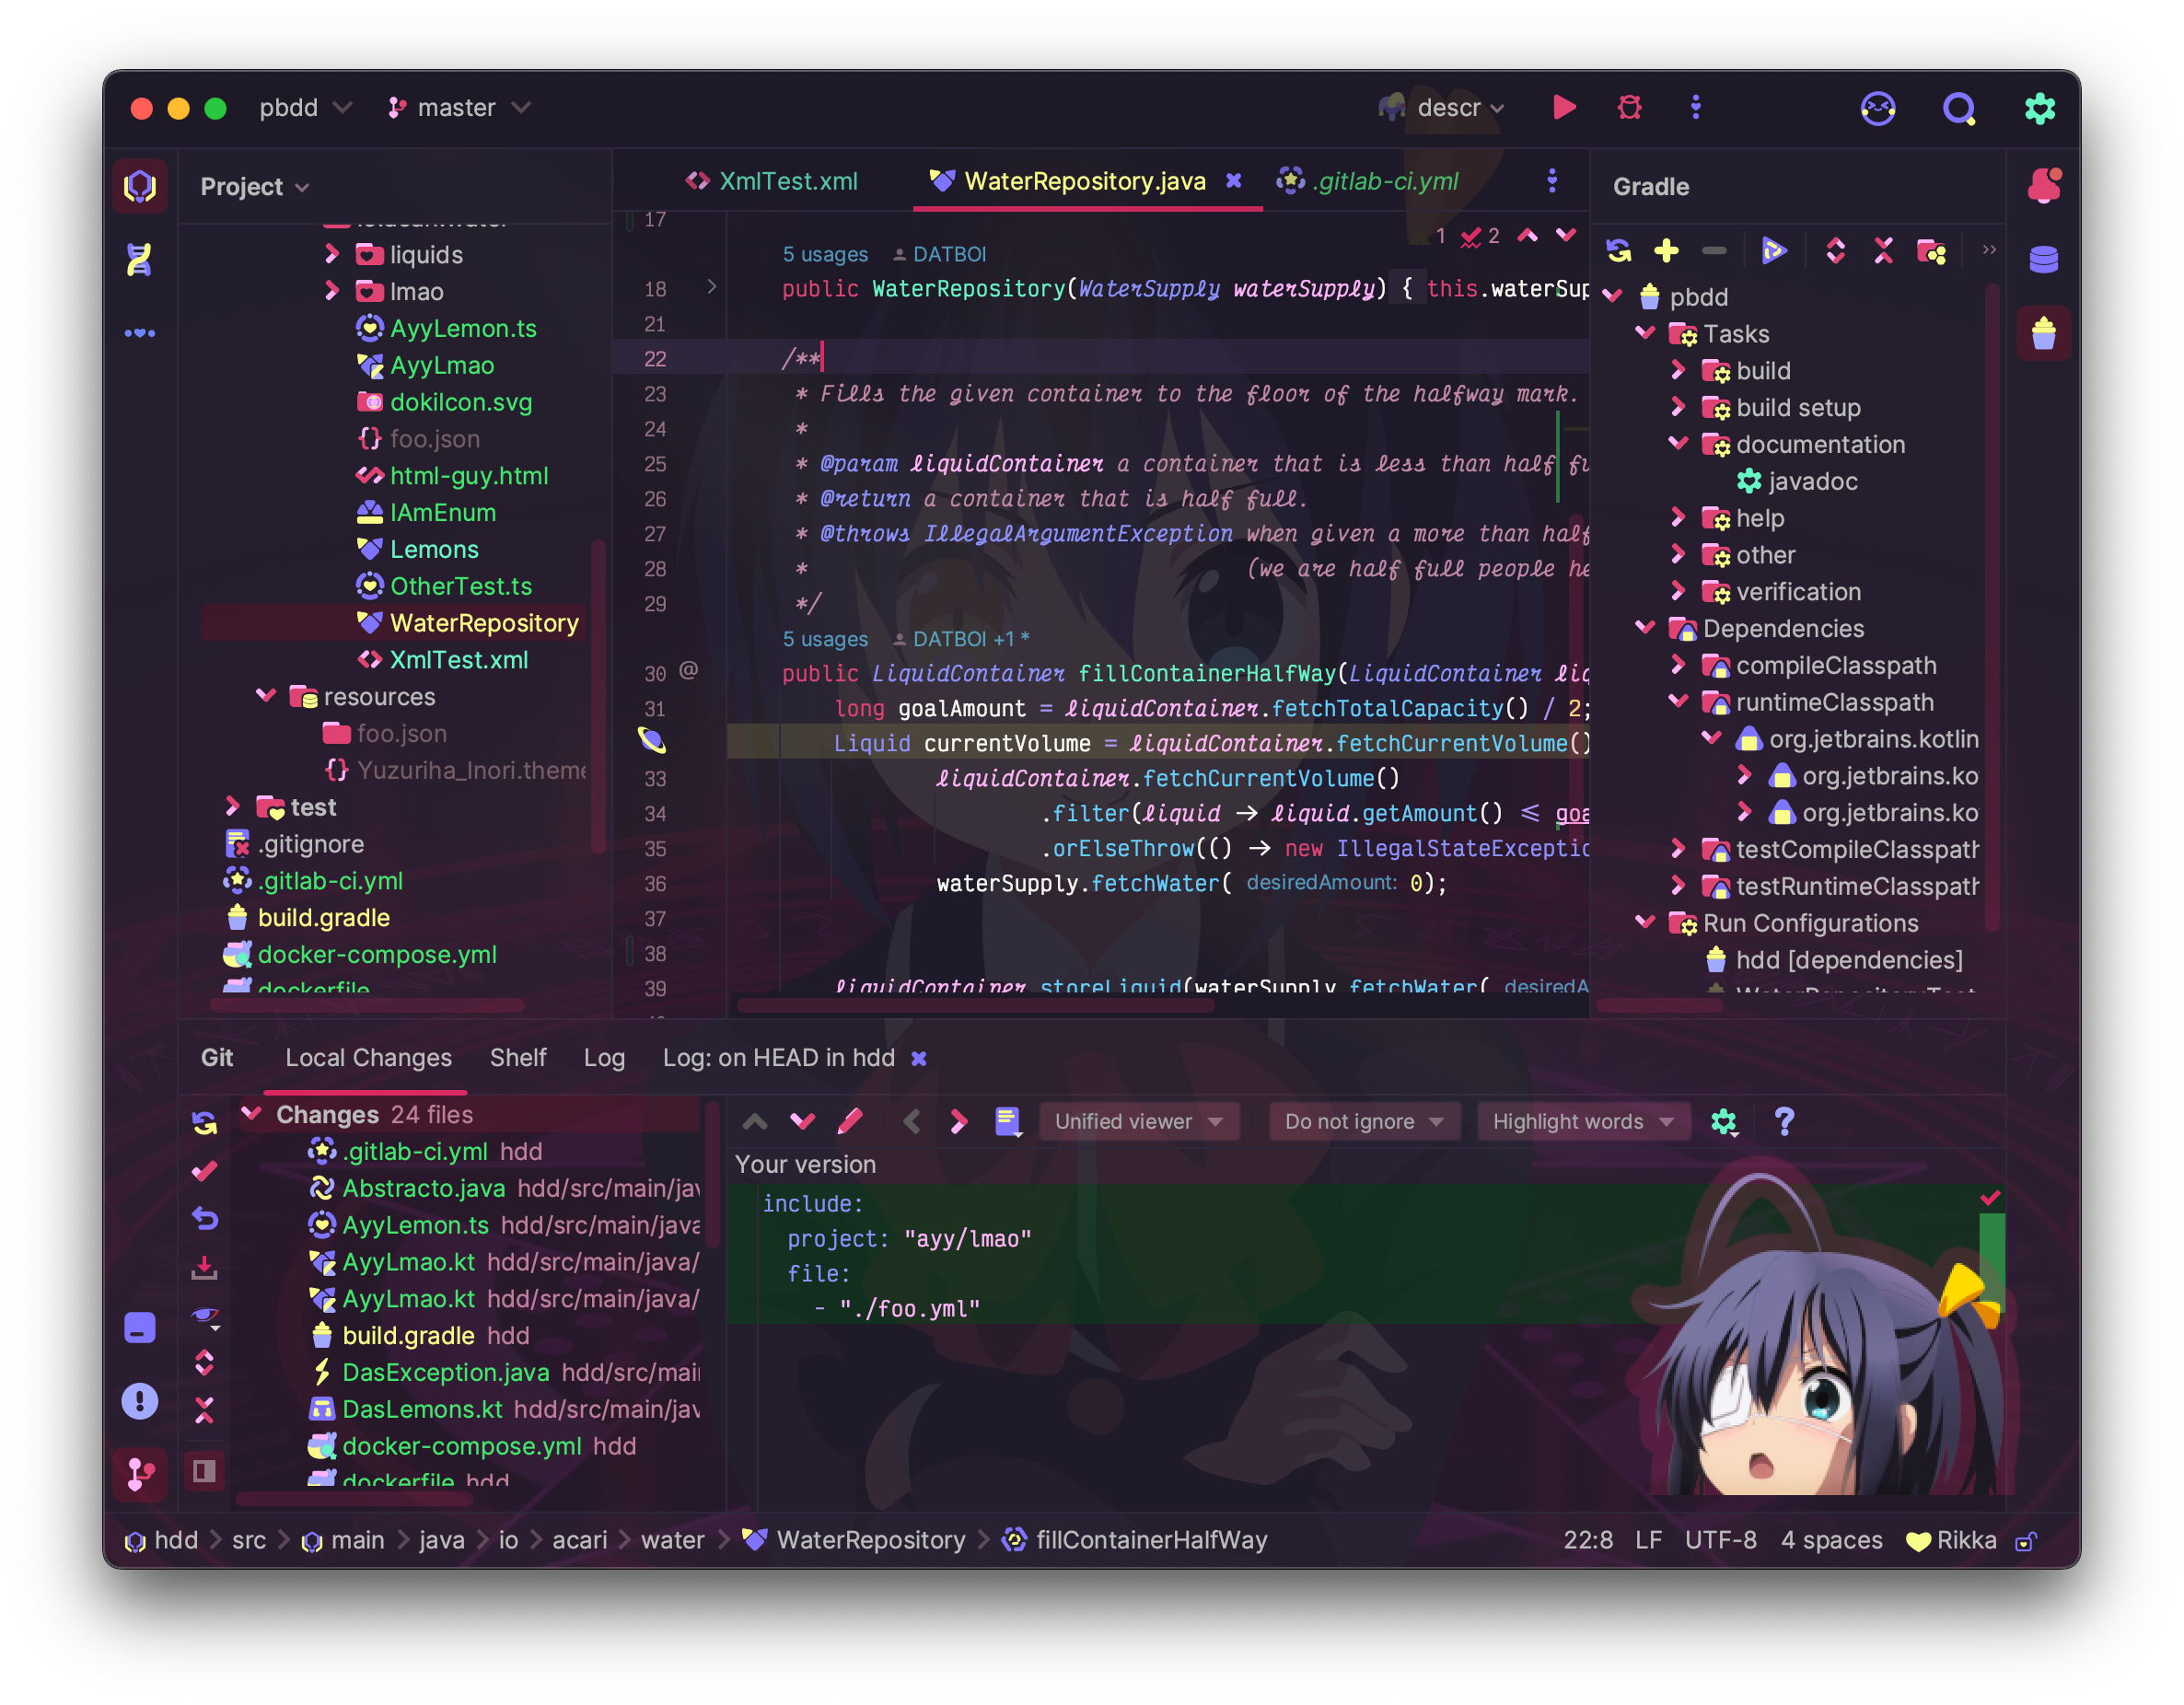 pbdd
master
descr
Project
liquids
lmao
AyyLemon.ts
AyyLmao
dokiIcon.svg
foo.json
html-guy.html
IAmEnum
Lemons
OtherTest.ts
WaterRepository
XmlTest.xml
resources
foo.json
Yuzuriha_Inori.theme
test
.gitignore
.gitlab-ci.yml
build.gradle
docker-compose.yml
dockerfile
XmlTest.xml
WaterRepository.java
.gitlab-ci.yml
1 2
17
5 usages DATBOI
18 public WaterRepository(WaterSupply waterSupply) { this.waterSup
21
22 /**
23 * Fills the given container to the floor of the halfway mark.
24 *
25 * @param liquidContainer a container that is less than half fu
26 * @return a container that is half full.
27 * @throws IllegalArgumentException when given a more than half
28 * (we are half full people he
29 */
5 usages DATBOI +1 *
30 @ public LiquidContainer fillContainerHalfWay(LiquidContainer liq
31 long goalAmount = liquidContainer.fetchTotalCapacity() / 2;
Liquid currentVolume = liquidContainer.fetchCurrentVolume()
33 liquidContainer.fetchCurrentVolume()
34 .filter(liquid → liquid.getAmount() ≤ goa
35 .orElseThrow(() → new IllegalStateExceptio
36 waterSupply.fetchWater( desiredAmount: 0);
37
38
39 liquidContainer.storeLiquid(waterSupply.fetchWater( desiredA
Gradle
pbdd
Tasks
build
build setup
documentation
javadoc
help
other
verification
Dependencies
compileClasspath
runtimeClasspath
org.jetbrains.kotlin
org.jetbrains.ko
org.jetbrains.ko
testCompileClasspath
testRuntimeClasspath
Run Configurations
hdd [dependencies]
WaterRepositoryTest
Git
Local Changes
Shelf
Log
Log: on HEAD in hdd
Changes 24 files
.gitlab-ci.yml hdd
Abstracto.java hdd/src/main/jav
AyyLemon.ts hdd/src/main/java
AyyLmao.kt hdd/src/main/java/
AyyLmao.kt hdd/src/main/java/
build.gradle hdd
DasException.java hdd/src/main
DasLemons.kt hdd/src/main/jav
docker-compose.yml hdd
dockerfile hdd
Unified viewer
Do not ignore
Highlight words
?
Your version
include:
project: "ayy/lmao"
file:
- "./foo.yml"
hdd > src > main > java > io > acari > water > WaterRepository > fillContainerHalfWay
22:8 LF UTF-8 4 spaces Rikka